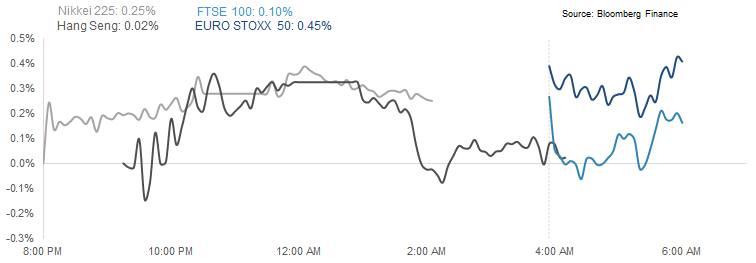 Nikkei 225: 0.25%
FTSE 100: 0.10%
Source: Bloomberg Finance
Hang Seng: 0.02%
EURO STOXX 50: 0.45%
0.5%
0.4%
0.3%
0.2%
0.1%
0.0%
-0.1%
-0.2%
-0.3%
8:00 PM
10:00 PM
12:00 AM
2:00 AM
4:00 AM
6:00 AM